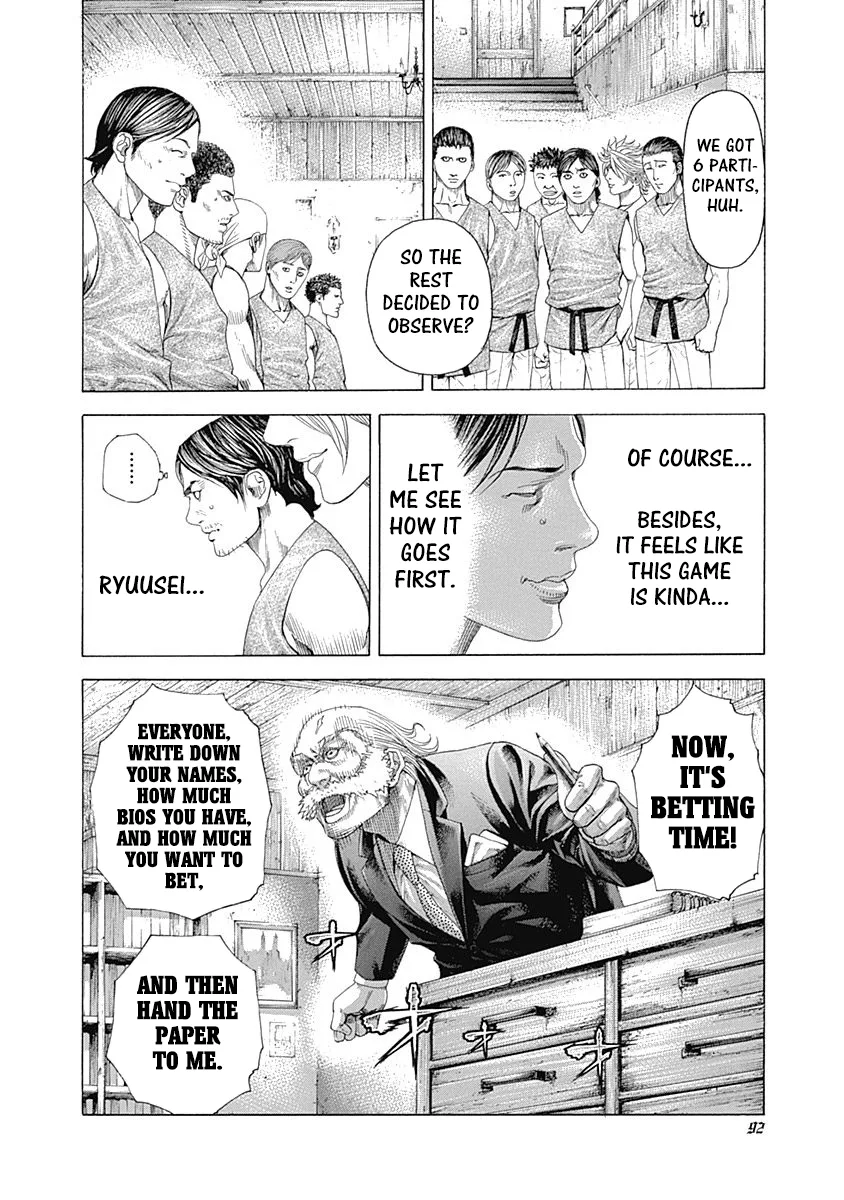 WE GOT
6 PARTI-
CIPANTS,
HUH.
SO THE
REST
DECIDED TO
OBSERVE?
OF COURSE...
BESIDES,
IT FEELS LIKE
THIS GAME
IS KINDA...
LET
ME SEE
HOW IT
GOES
FIRST.
......
RYUUSEI...
NOW,
IT'S
BETTING
TIME!
EVERYONE,
WRITE DOWN
YOUR NAMES,
HOW MUCH
BIOS YOU HAVE,
AND HOW MUCH
YOU WANT TO
BET,
AND THEN
HAND THE
PAPER
TO ME.
92